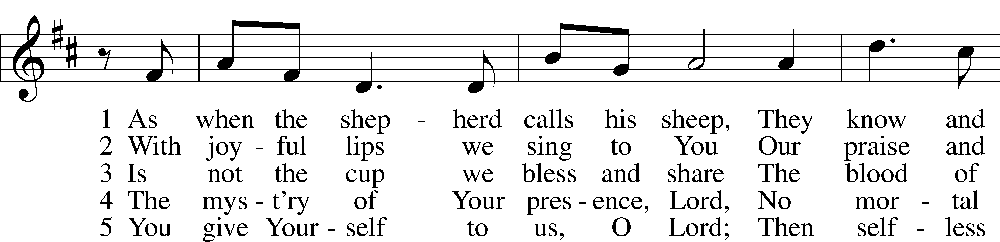 1 As when the shep - herd calls his sheep, They know and
2 With joy - ful lips we sing to You Our praise and
3 Is not the cup we bless and share The blood of
4 The mys - t'ry of Your pres - ence, Lord, No mor - tal
5 You give Your - self to us, O Lord; Then self - less